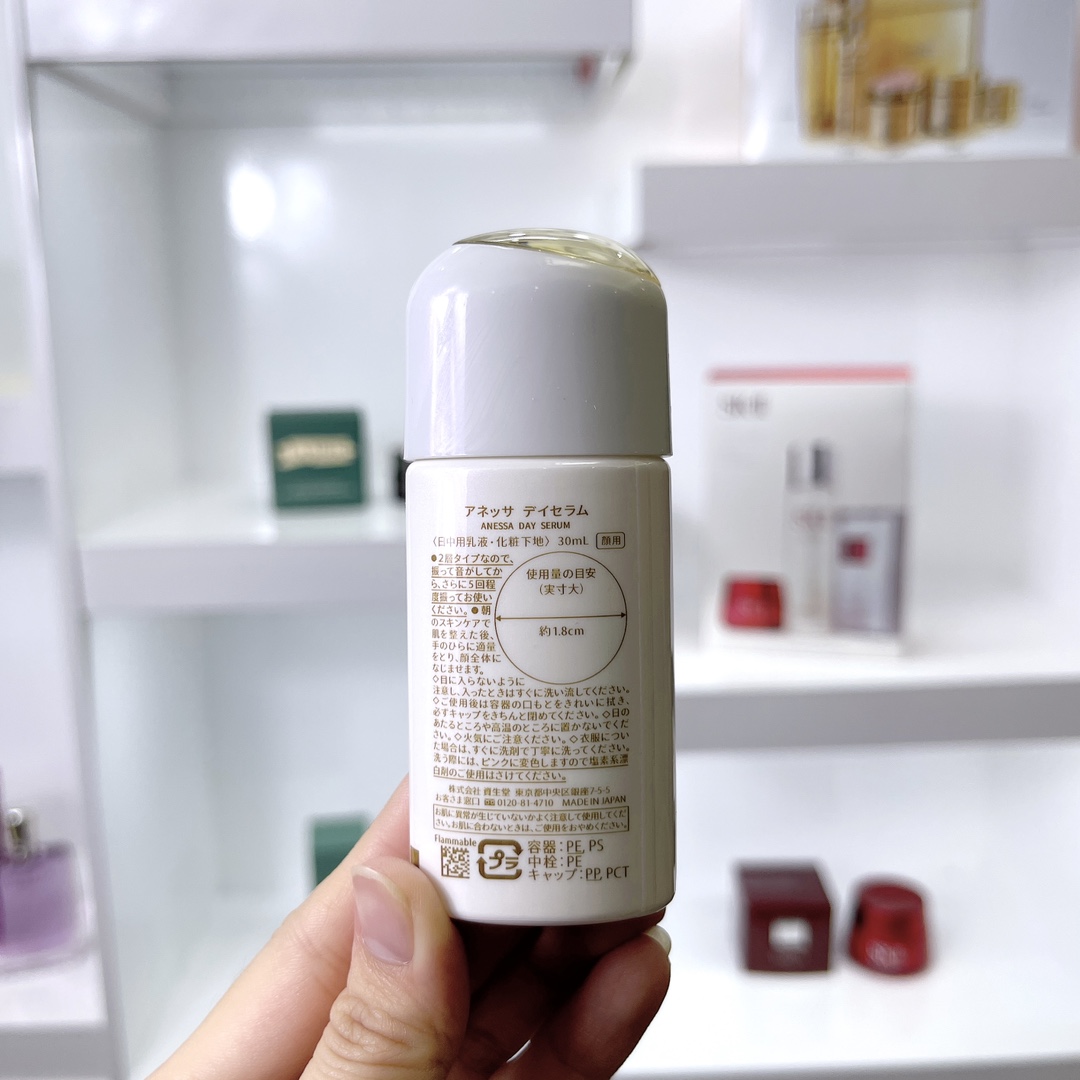 アネッサ デイセラム
ANESSA DAY SERUM
〈日中用乳液・化粧下地〉 30mL 顔用
●2層タイプなので、
振って音がしてか
ら、さらに5回程
度振ってお使い
ください。●朝
のスキンケアで
肌を整えた後、
手のひらに適量
をとり、顔全体に
なじませます。
使用量の目安
(実寸大)
約1.8cm
◇目に入らないように
注意し、入ったときはすぐに洗い流してください。
◇ご使用後は容器の口もとをきれいに拭き、
必ずキャップをきちんと閉めてください。◇日の
あたるところや高温のところに置かないでくだ
さい。◇火気にご注意ください。◇衣服につい
た場合は、すぐに洗剤で丁寧に洗ってください。
洗う際には、ピンクに変色しますので塩素系漂
白剤のご使用はさけてください。
株式会社 資生堂 東京都中央区銀座7-5-5
お客さま窓口 0120-81-4710 MADE IN JAPAN
お肌に異常が生じていないかよく注意して使用してくだ
さい。お肌に合わないときは、ご使用をおやめください。
Flammable
プラ
容器：PE, PS
中栓：PE
キャップ：PP, PCT